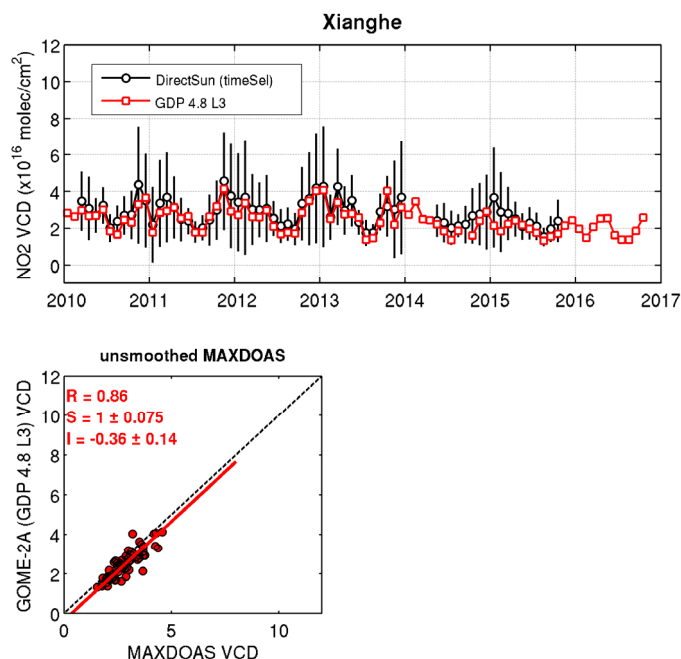 Xianghe
NO2 VCD (x10^16 molec/cm^2)
12
10
8
6
4
2
0
DirectSun (timeSel)
GDP 4.8 L3
2010 2011 2012 2013 2014 2015 2016 2017
unsmoothed MAXDOAS
GOME-2A (GDP 4.8 L3) VCD
12
10
8
6
4
2
0
R = 0.86
S = 1 ± 0.075
I = -0.36 ± 0.14
0 5 10
MAXDOAS VCD